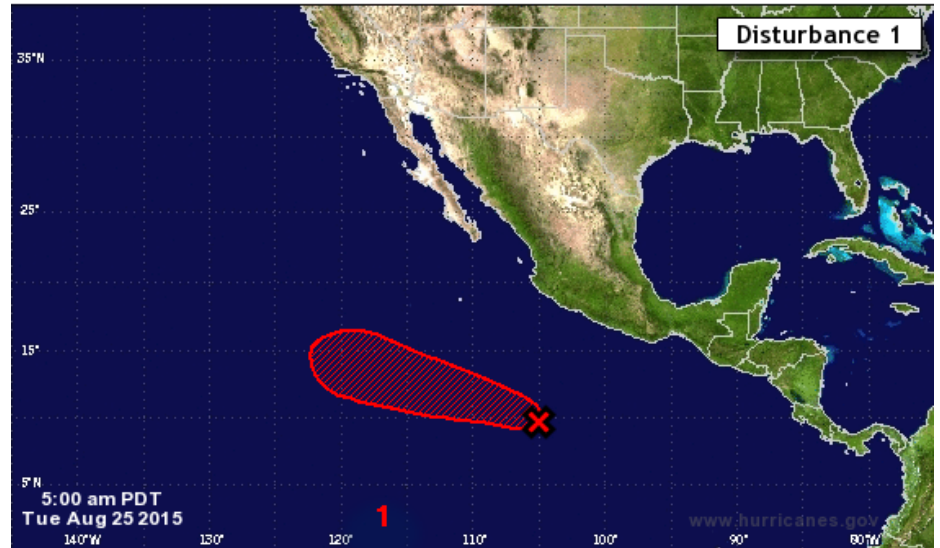 Disturbance 1
35°N
25°
15°
5°N
5:00 am PDT
Tue Aug 25 2015
1
www.hurricanes.gov
140°W
130°
120°
110°
100°
90°
80°W